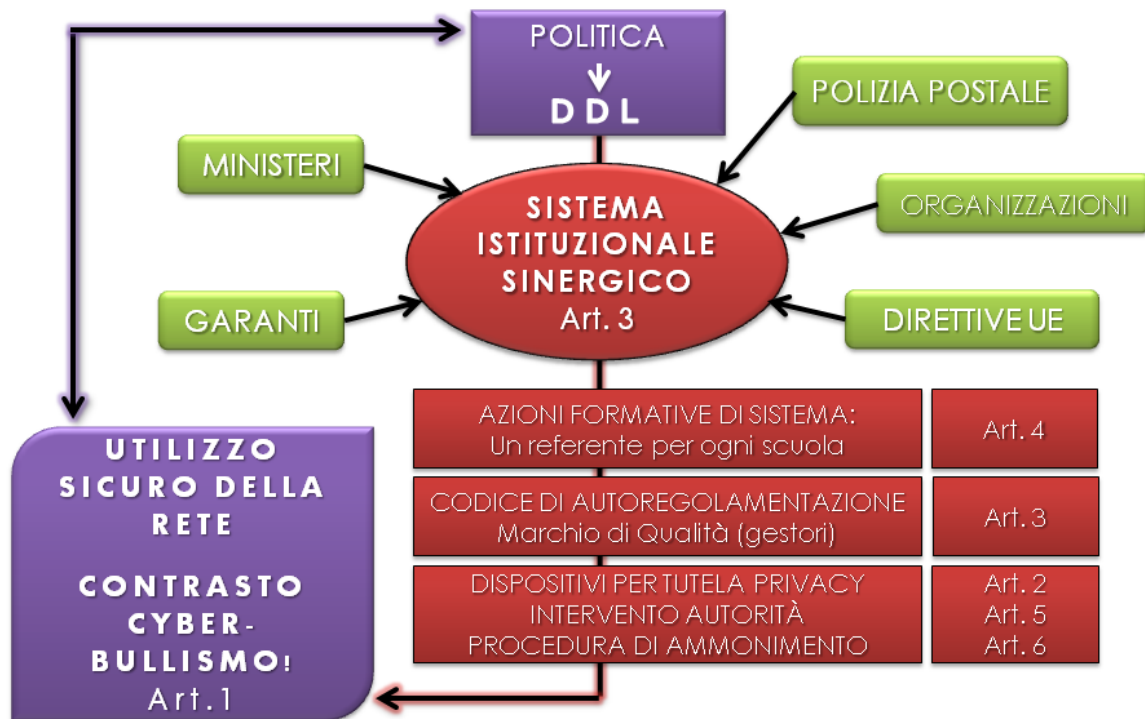 POLITICA
DDL
POLIZIA POSTALE
MINISTERI
ORGANIZZAZIONI
SISTEMA
ISTITUZIONALE
SINERGICO
Art. 3
GARANTI
DIRETTIVE UE
AZIONI FORMATIVE DI SISTEMA:
Un referente per ogni scuola
Art. 4
CODICE DI AUTOREGOLAMENTAZIONE
Marchio di Qualità (gestori)
Art. 3
DISPOSITIVI PER TUTELA PRIVACY
INTERVENTO AUTORITÀ
PROCEDURA DI AMMONIMENTO
Art. 2
Art. 5
Art. 6
UTILIZZO
SICURO DELLA
RETE
CONTRASTO
CYBER-
BULLISMO!
Art.1